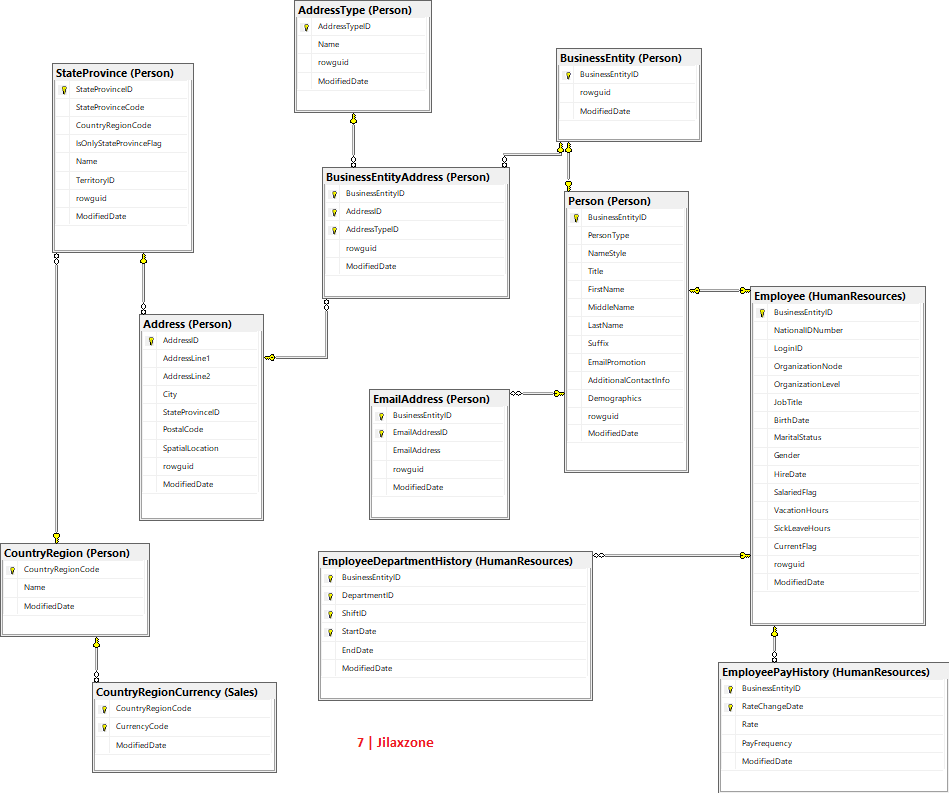 AddressType (Person)
AddressTypeID
Name
rowguid
ModifiedDate
BusinessEntity (Person)
BusinessEntityID
rowguid
ModifiedDate
StateProvince (Person)
StateProvinceID
StateProvinceCode
CountryRegionCode
IsOnlyStateProvinceFlag
Name
TerritoryID
rowguid
ModifiedDate
BusinessEntityAddress (Person)
BusinessEntityID
AddressID
AddressTypeID
rowguid
ModifiedDate
Person (Person)
BusinessEntityID
PersonType
NameStyle
Title
FirstName
MiddleName
LastName
Suffix
EmailPromotion
AdditionalContactInfo
Demographics
rowguid
ModifiedDate
Employee (HumanResources)
BusinessEntityID
NationalIDNumber
LoginID
OrganizationNode
OrganizationLevel
JobTitle
BirthDate
MaritalStatus
Gender
HireDate
SalariedFlag
VacationHours
SickLeaveHours
CurrentFlag
rowguid
ModifiedDate
Address (Person)
AddressID
AddressLine1
AddressLine2
City
StateProvinceID
PostalCode
SpatialLocation
rowguid
ModifiedDate
EmailAddress (Person)
BusinessEntityID
EmailAddressID
EmailAddress
rowguid
ModifiedDate
CountryRegion (Person)
CountryRegionCode
Name
ModifiedDate
EmployeeDepartmentHistory (HumanResources)
BusinessEntityID
DepartmentID
ShiftID
StartDate
EndDate
ModifiedDate
EmployeePayHistory (HumanResources)
BusinessEntityID
RateChangeDate
Rate
PayFrequency
ModifiedDate
CountryRegionCurrency (Sales)
CountryRegionCode
CurrencyCode
ModifiedDate
7 | Jilaxzone